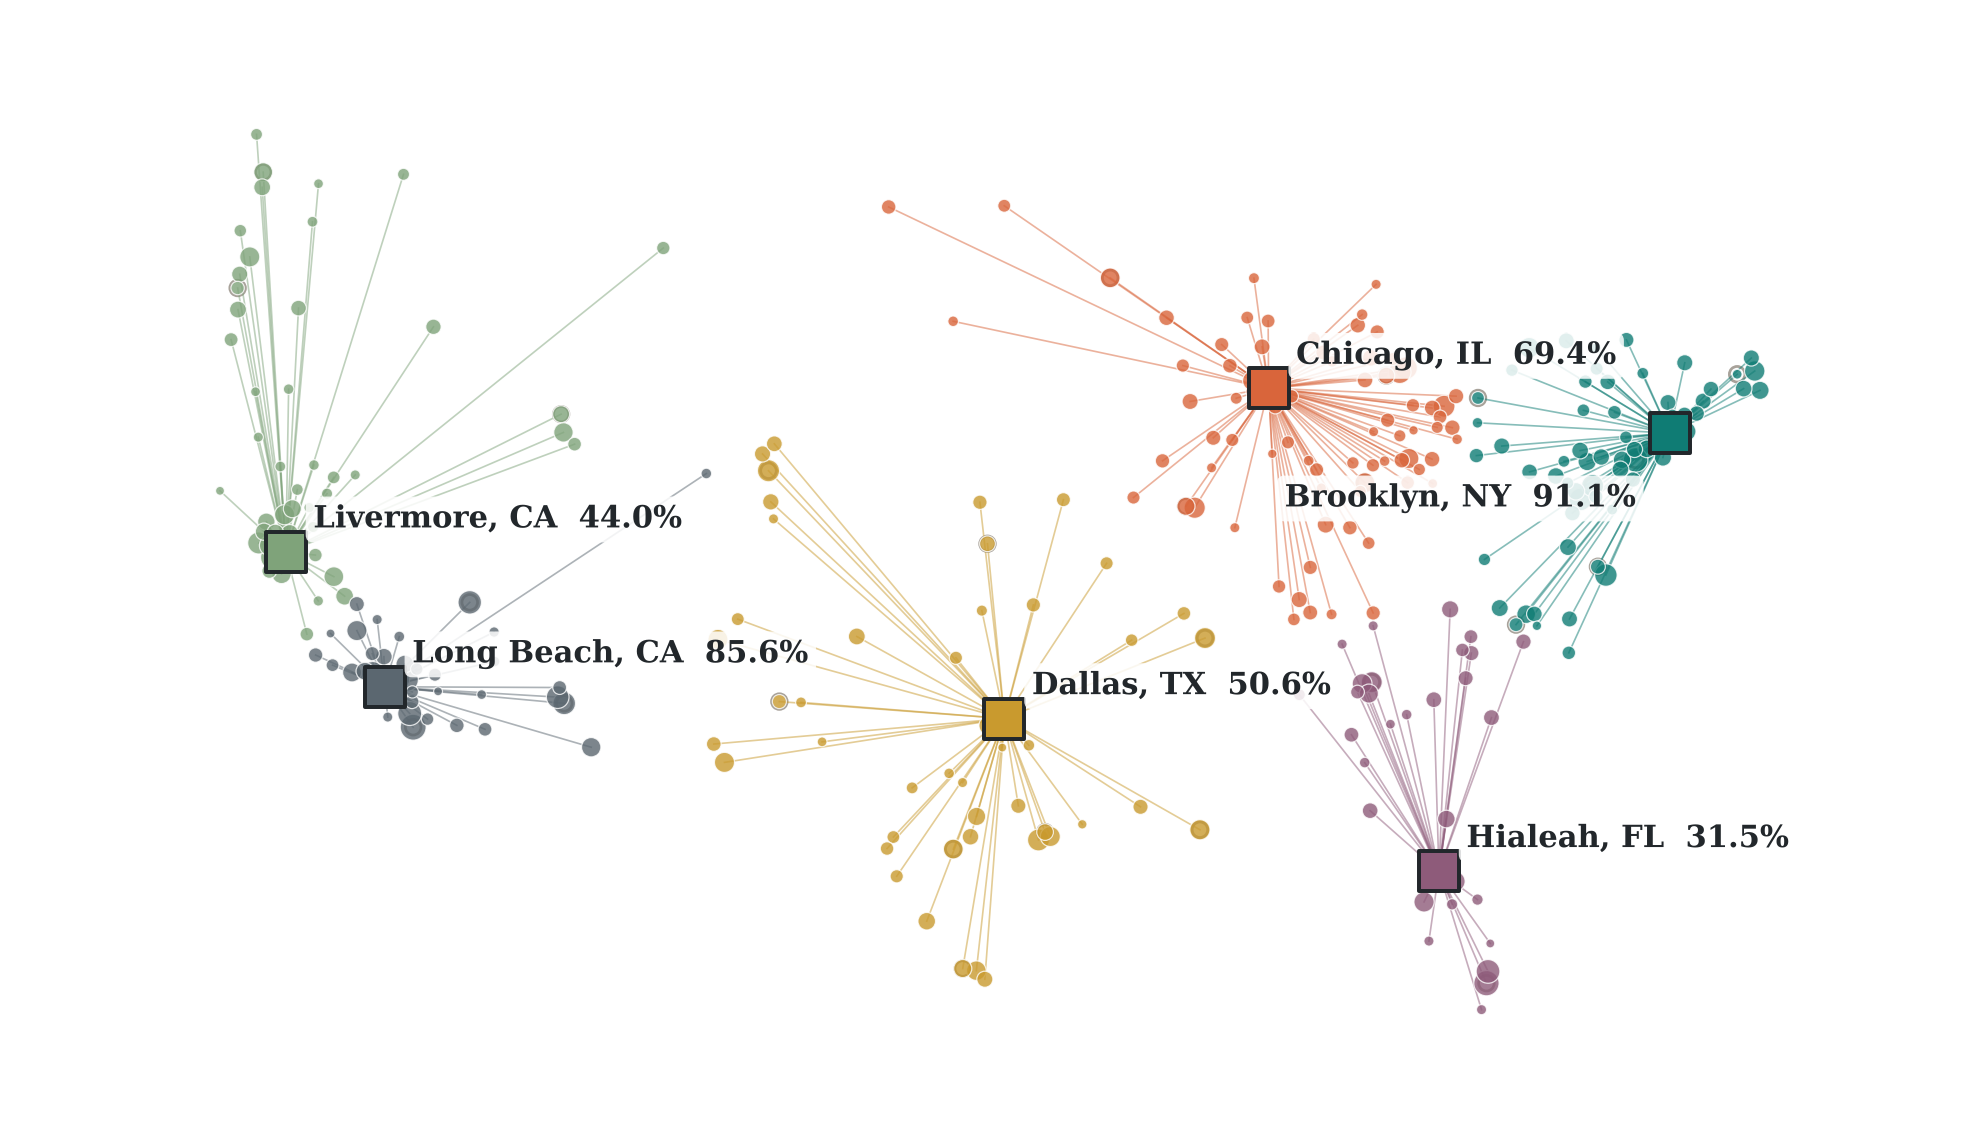 Chicago, IL 69.4%
Brooklyn, NY 91.1%
Livermore, CA 44.0%
Long Beach, CA 85.6%
Dallas, TX 50.6%
Hialeah, FL 31.5%